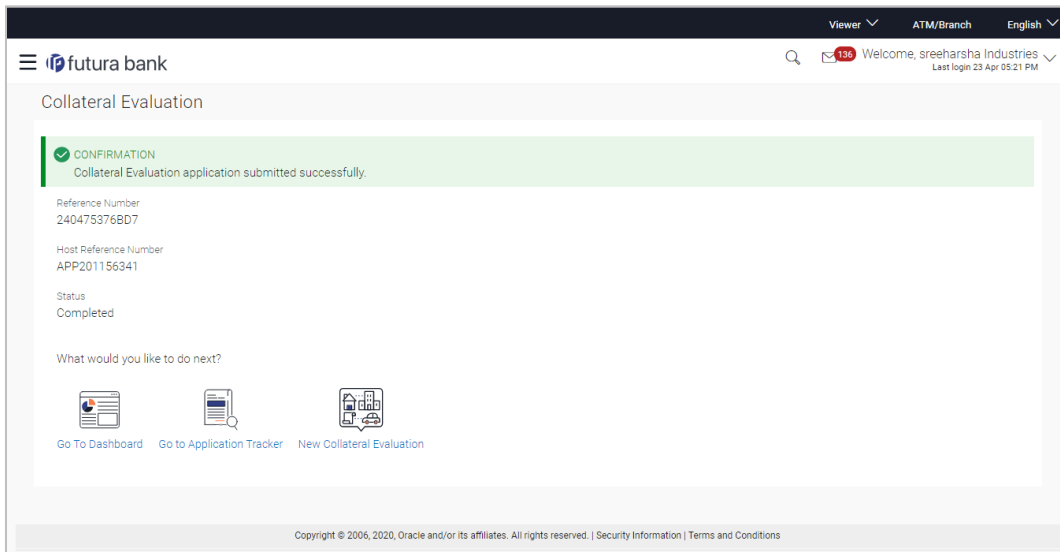 Viewer ATM/Branch English
futura bank
136 Welcome, sreeharsha Industries
Last login 23 Apr 05:21 PM
Collateral Evaluation
CONFIRMATION
Collateral Evaluation application submitted successfully.
Reference Number
240475376BD7
Host Reference Number
APP201156341
Status
Completed
What would you like to do next?
Go To Dashboard Go to Application Tracker New Collateral Evaluation
Copyright © 2006, 2020, Oracle and/or its affiliates. All rights reserved. | Security Information | Terms and Conditions